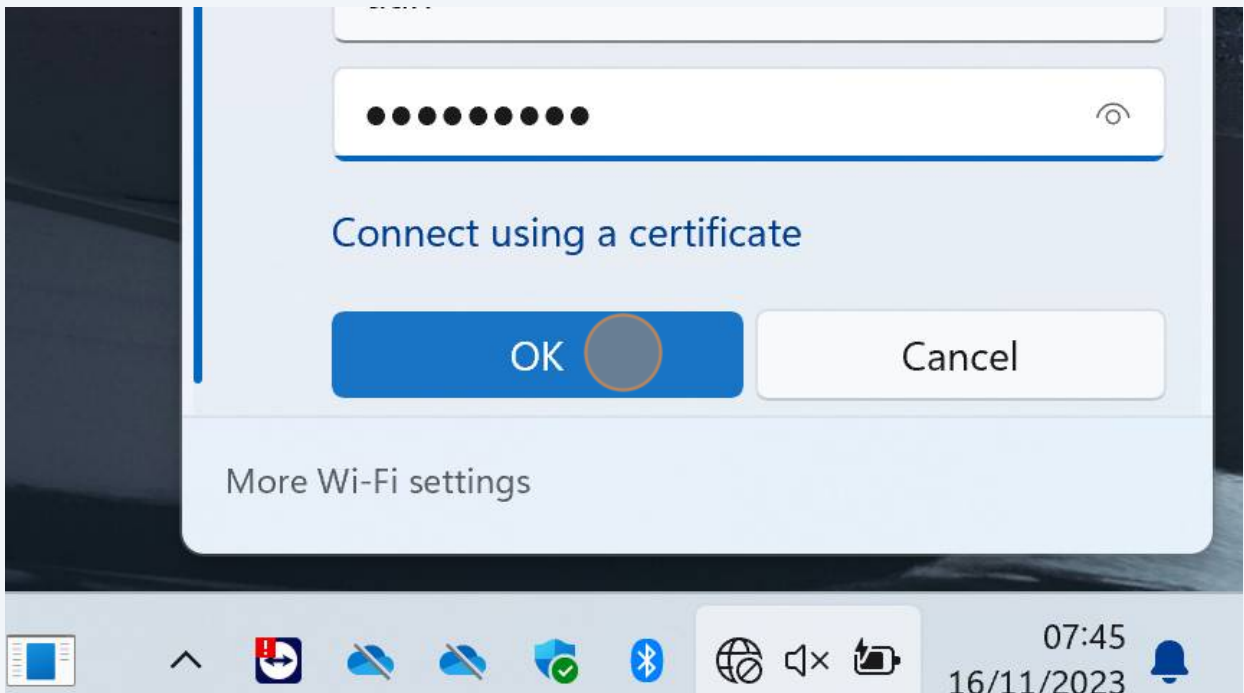 ●●●●●●●●●
Connect using a certificate
OK
Cancel
More Wi-Fi settings
07:45
16/11/2023